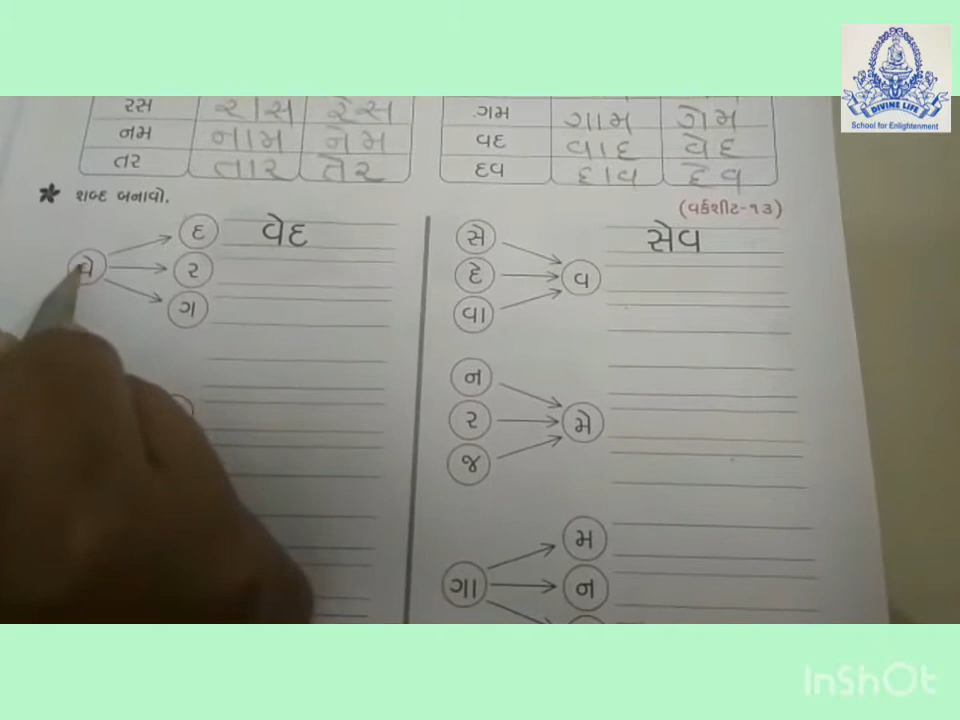 DIVINE LIFE
School for Enlightenment
રસ રાસ રેસ
નમ નામ નેમ
તર તાર તેર
ગમ ગામ ગેમ
વદ વાદ વેદ
દવ દાવ દેવ
★ શબ્દ બનાવો.
(વર્કશીટ-૧૩)
વે
દ વેદ
ર
ગ
સે સેવ
દે
વા
વ
ન
ર
જ
મે
ગા
મ
ન
InShOt